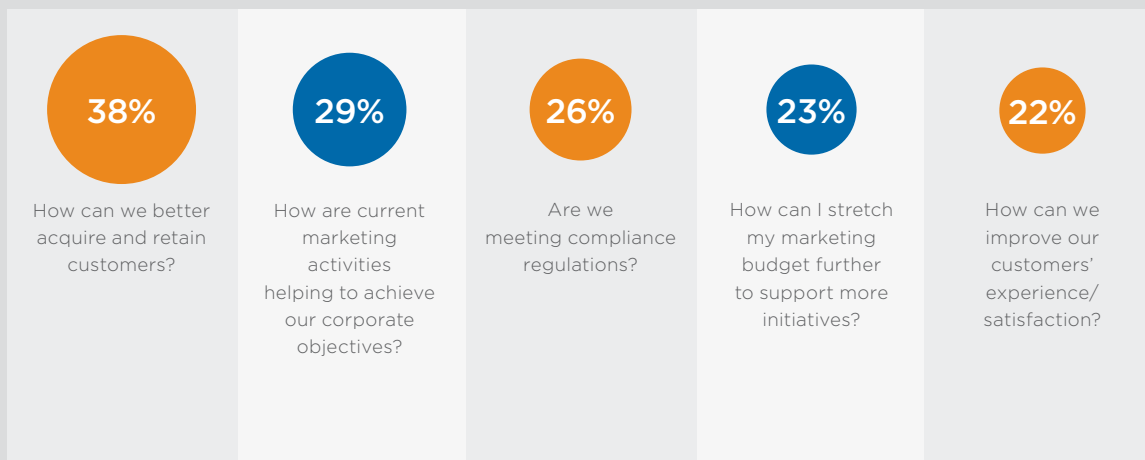 38%
How can we better
acquire and retain
customers?
29%
How are current
marketing
activities
helping to achieve
our corporate
objectives?
26%
Are we
meeting compliance
regulations?
23%
How can I stretch
my marketing
budget further
to support more
initiatives?
22%
How can we
improve our
customers’
experience/
satisfaction?